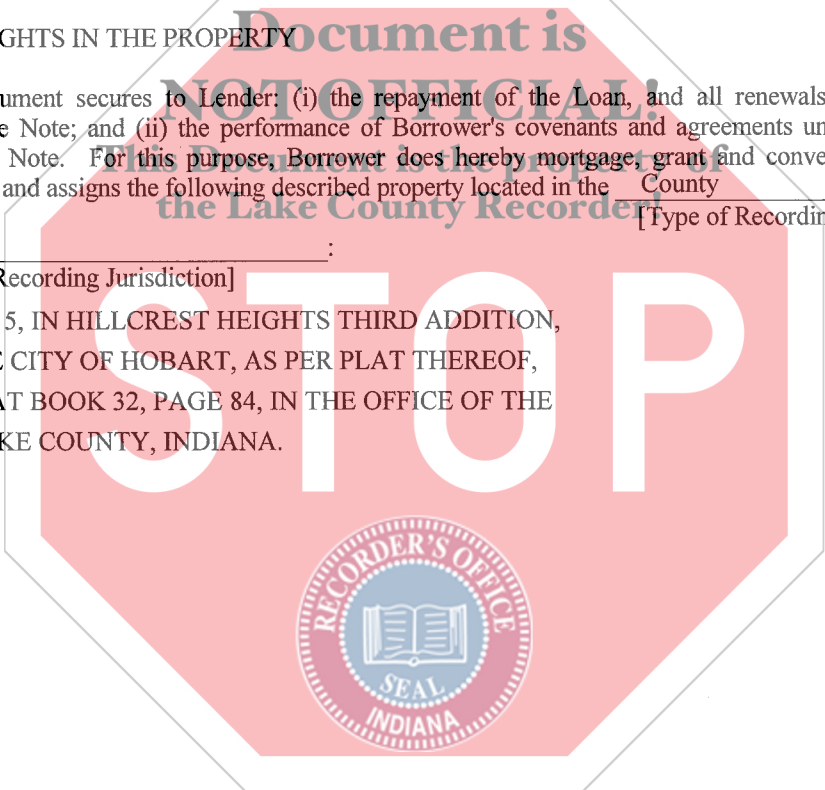 GHTS IN THE PROPERTY
Document is
NOT OFFICIAL!
ument secures to Lender: (i) the repayment of the Loan, and all renewals
e Note; and (ii) the performance of Borrower's covenants and agreements un
Note. For this purpose, Borrower does hereby mortgage, grant and conve
This Document is the property of
and assigns the following described property located in the County
the Lake County Recorder!
[Type of Recordin
:
Recording Jurisdiction]
5, IN HILLCREST HEIGHTS THIRD ADDITION,
E CITY OF HOBART, AS PER PLAT THEREOF,
AT BOOK 32, PAGE 84, IN THE OFFICE OF THE
KE COUNTY, INDIANA.
STOP
RECORDER'S OFFICE
SEAL
INDIANA